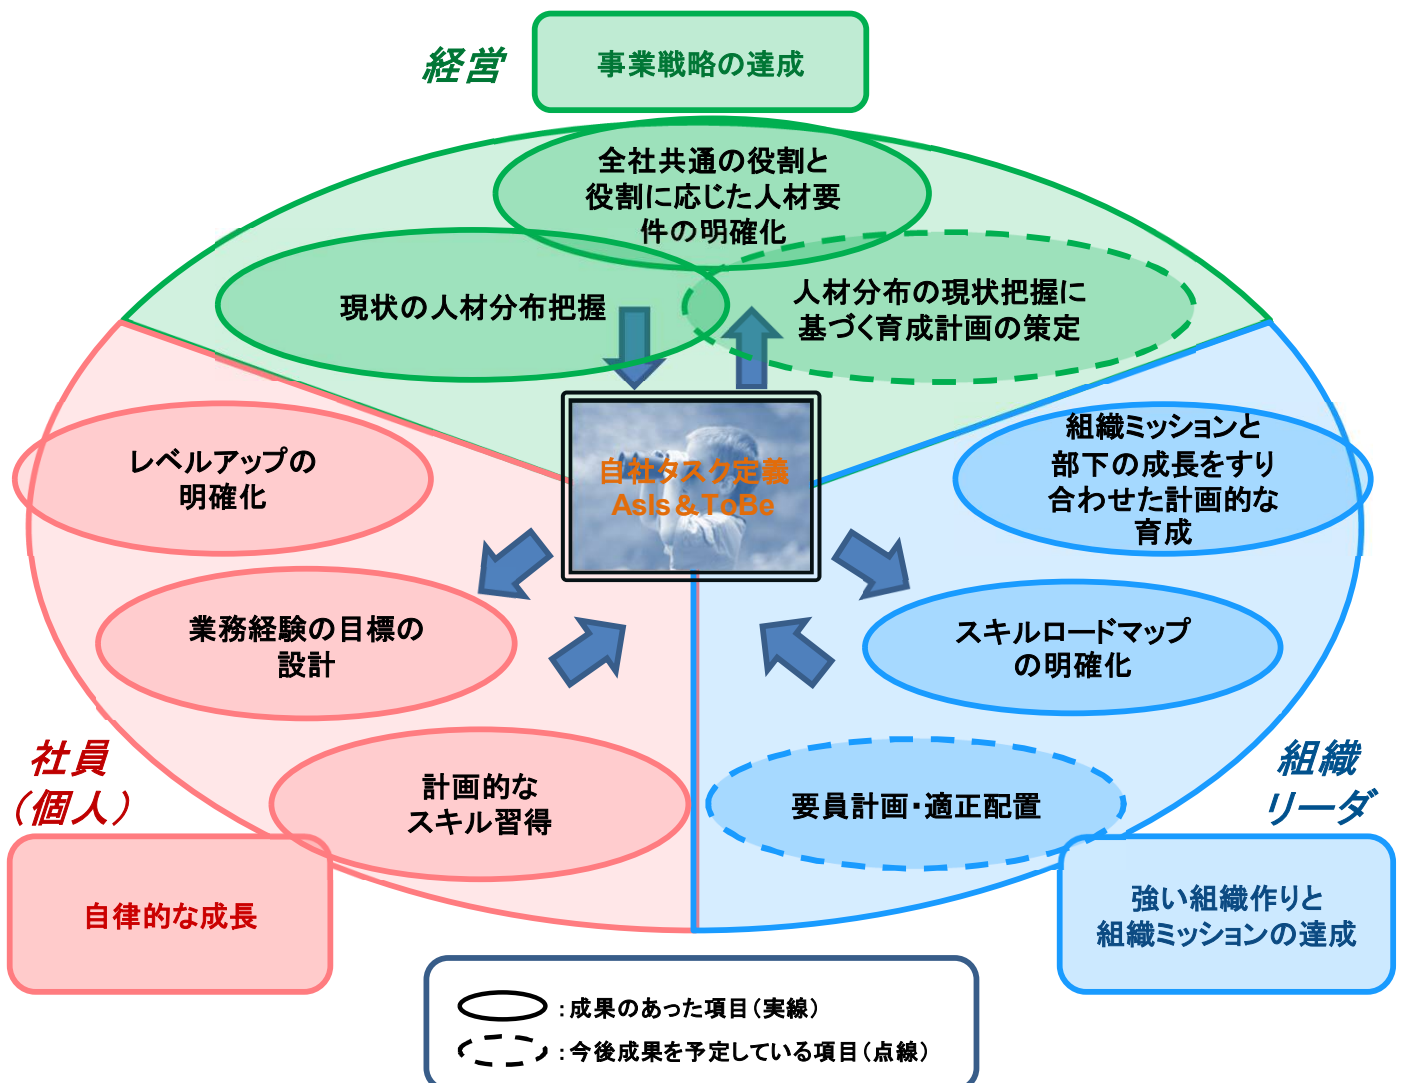 経営
事業戦略の達成
全社共通の役割と
役割に応じた人材要
件の明確化
現状の人材分布把握
人材分布の現状把握に
基づく育成計画の策定
自社タスク定義
AsIs＆ToBe
レベルアップの
明確化
業務経験の目標の
設計
計画的な
スキル習得
組織ミッションと
部下の成長をすり
合わせた計画的な
育成
スキルロードマップ
の明確化
要員計画・適正配置
社員
（個人）
自律的な成長
組織
リーダ
強い組織作りと
組織ミッションの達成
：成果のあった項目（実線）
：今後成果を予定している項目（点線）